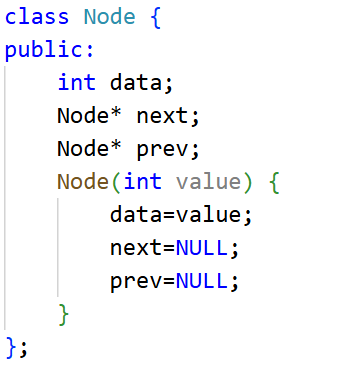 class Node {
public:
    int data;
    Node* next;
    Node* prev;
    Node(int value) {
        data=value;
        next=NULL;
        prev=NULL;
    }
};